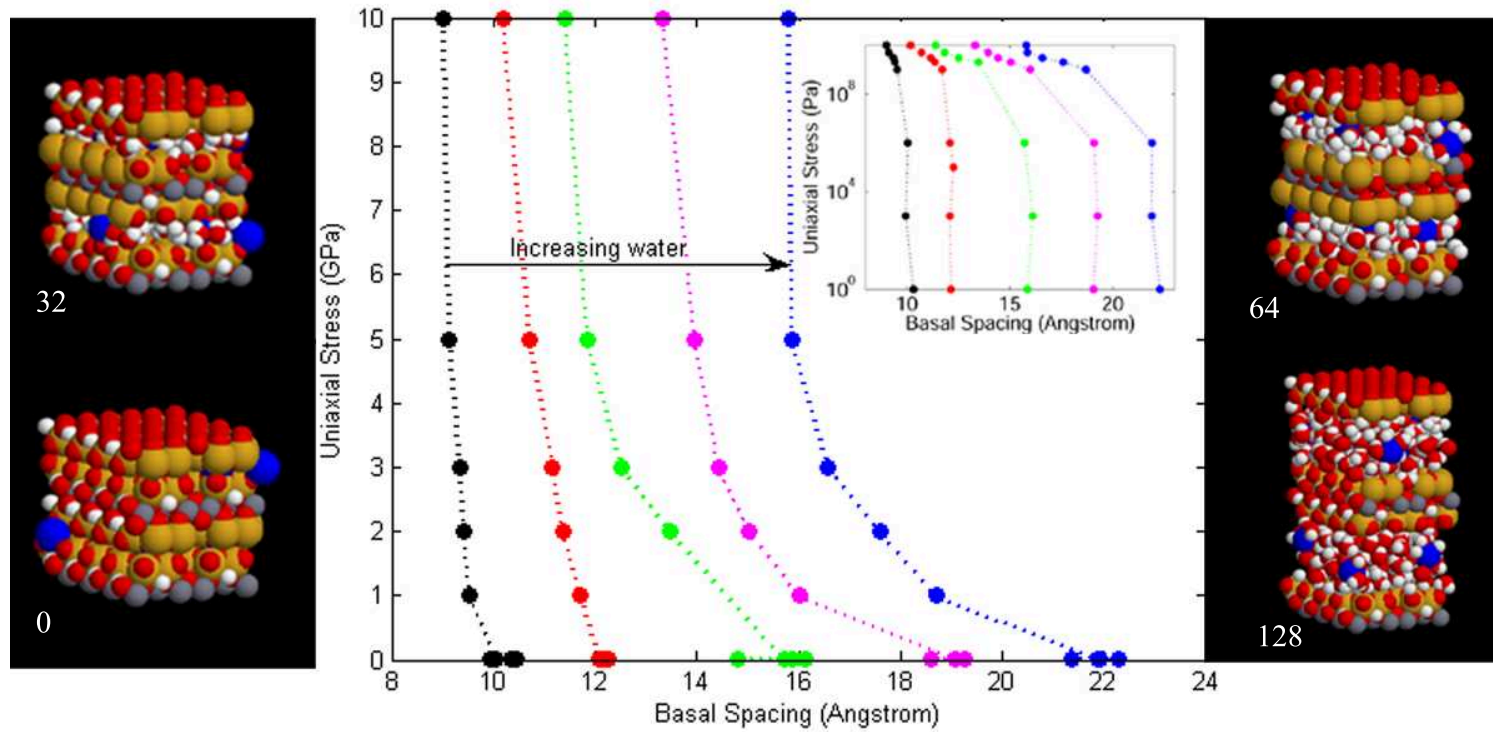 32
0
10
9
8
7
6
5
4
3
2
1
0
Uniaxial Stress (GPa)
Increasing water
8 10 12 14 16 18 20 22 24
Basal Spacing (Angstrom)
10⁸
10⁴
10⁰
Uniaxial Stress (Pa)
10 15 20
Basal Spacing (Angstrom)
64
128